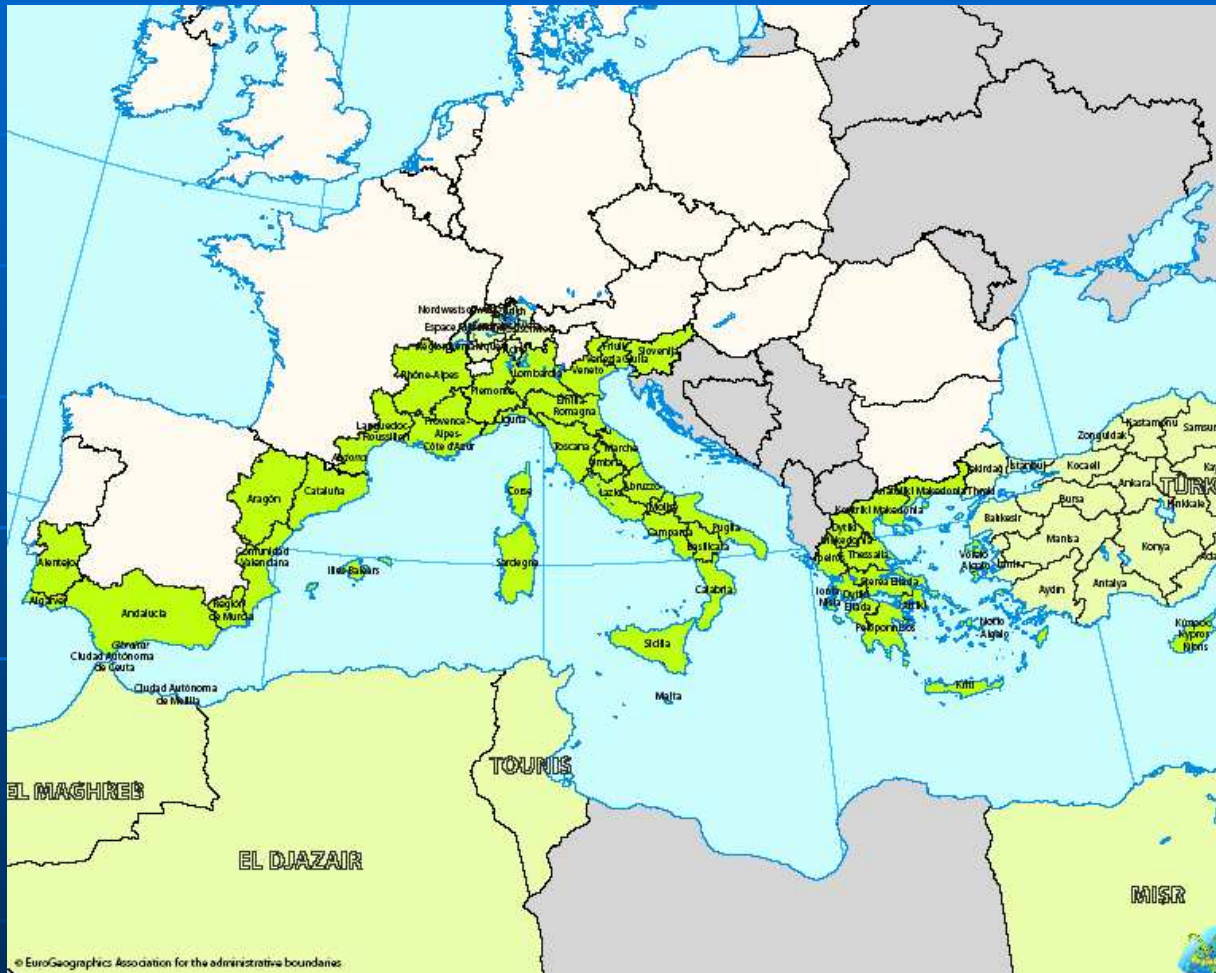 Rhône-Alpes
Lombardia
Friuli
Venezia Giulia
Slovenija
Veneto
Piemonte
Emilia-
Romagna
Liguria
Languedoc-
Roussillon
Provence-
Alpes-
Côte d'Azur
Toscana
Marche
Umbria
Lazio
Abruzzo
Molise
Campania
Puglia
Basilicata
Calabria
Sicilia
Malta
Corse
Sardegna
Andorra
Aragón
Cataluña
Comunidad
Valenciana
Illes Balears
Alentejo
Algarve
Andalucía
Región
de Murcia
Gibraltar
Ciudad Autónoma
de Ceuta
Ciudad Autónoma
de Melilla
Anatoliki Makedonia Thraki
Kentriki Makedonia
Dytiki
Makedonia
Ipeiros
Thessalia
Ionia
Nisia
Sterea Ellada
Dytiki
Ellada
Attiki
Peloponnisos
Voreio
Aigaio
Notio
Aigaio
Kriti
Zonguldak
Kastamonu
Samsun
Tekirdağ
İstanbul
Kocaeli
Ankara
Kırıkkale
Bursa
Balıkesir
Manisa
Konya
İzmir
Aydın
Antalya
Kypros
Kıbrıs
EL MAGHREB
EL DJAZAIR
TOUNIS
MISR
© EuroGeographics Association for the administrative boundaries